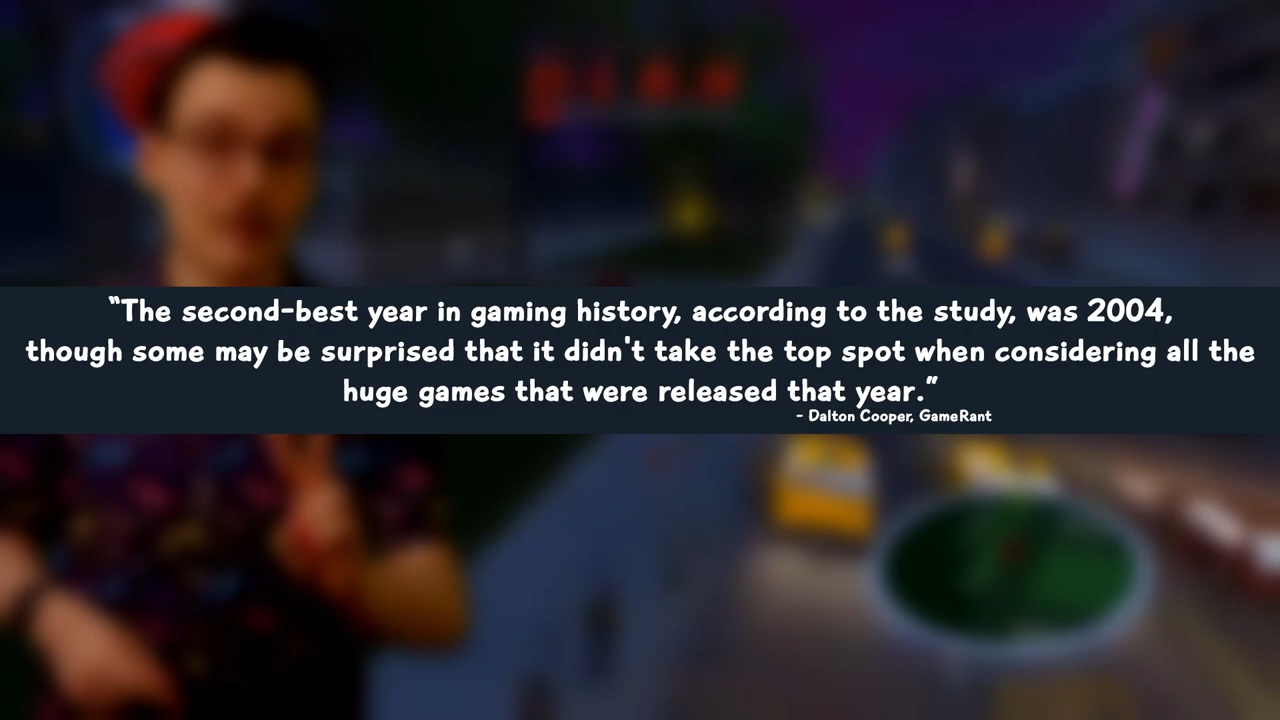 “The second-best year in gaming history, according to the study, was 2004,
though some may be surprised that it didn't take the top spot when considering all the
huge games that were released that year.”
- Dalton Cooper, GameRant